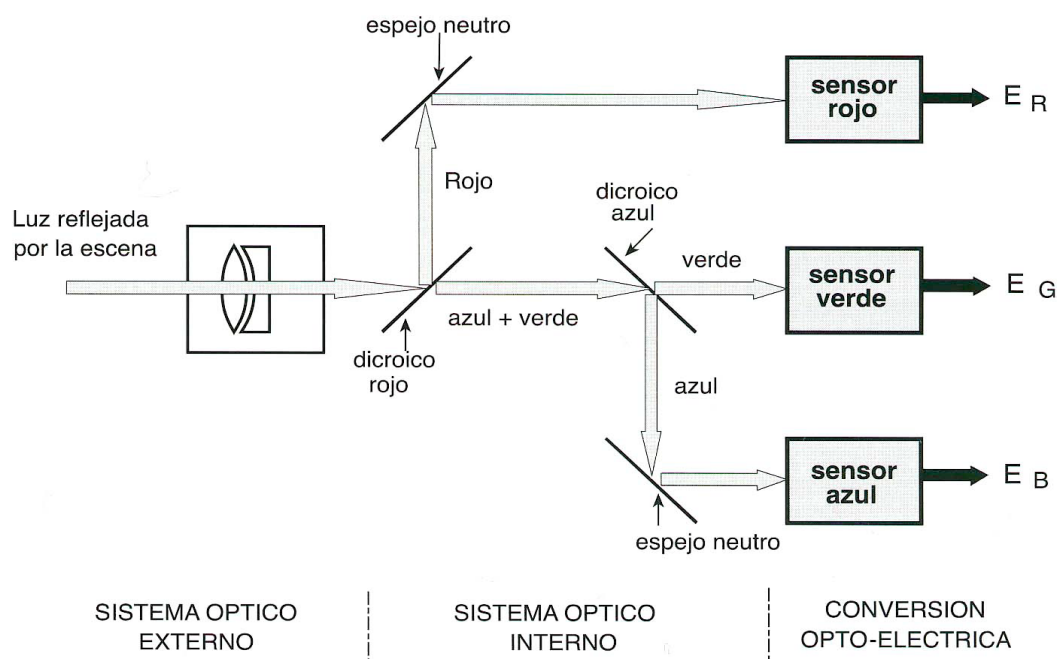 espejo neutro
sensor
rojo
E R
Rojo
dicroico
azul
Luz reflejada
por la escena
verde
sensor
verde
E G
azul + verde
dicroico
rojo
azul
sensor
azul
E B
espejo neutro
SISTEMA OPTICO
EXTERNO
SISTEMA OPTICO
INTERNO
CONVERSION
OPTO-ELECTRICA